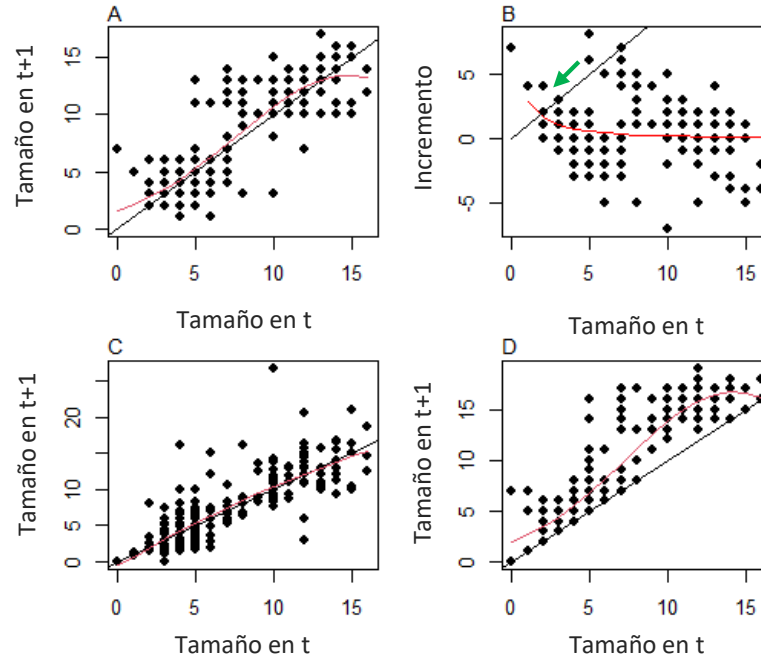 A
Tamaño en t+1
0 5 10 15
0 5 10 15
Tamaño en t
B
Incremento
-5 0 5
0 5 10 15
Tamaño en t
C
Tamaño en t+1
0 5 10 20
0 5 10 15
Tamaño en t
D
Tamaño en t+1
0 5 10 15
0 5 10 15
Tamaño en t